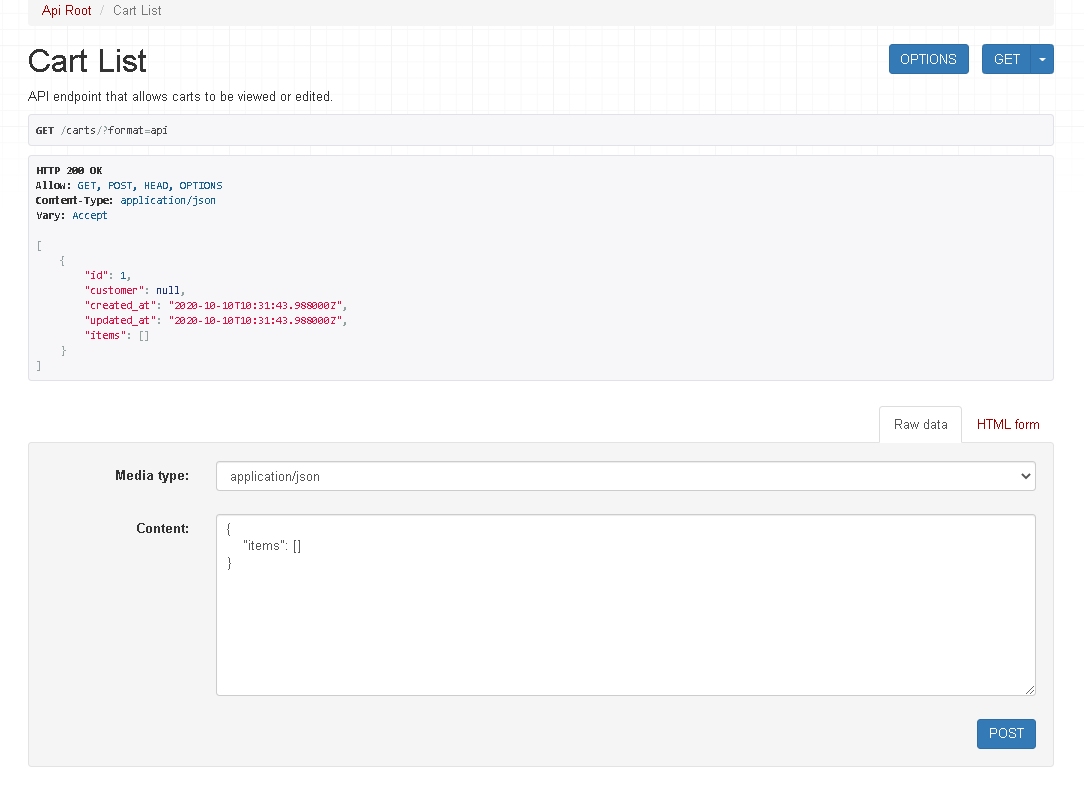 Api Root / Cart List
Cart List
OPTIONS
GET
API endpoint that allows carts to be viewed or edited.
GET /carts/?format=api
HTTP 200 OK
Allow: GET, POST, HEAD, OPTIONS
Content-Type: application/json
Vary: Accept
[
    {
        "id": 1,
        "customer": null,
        "created_at": "2020-10-10T10:31:43.988000Z",
        "updated_at": "2020-10-10T10:31:43.988000Z",
        "items": []
    }
]
Raw data
HTML form
Media type:
application/json
Content:
{
    "items": []
}
POST